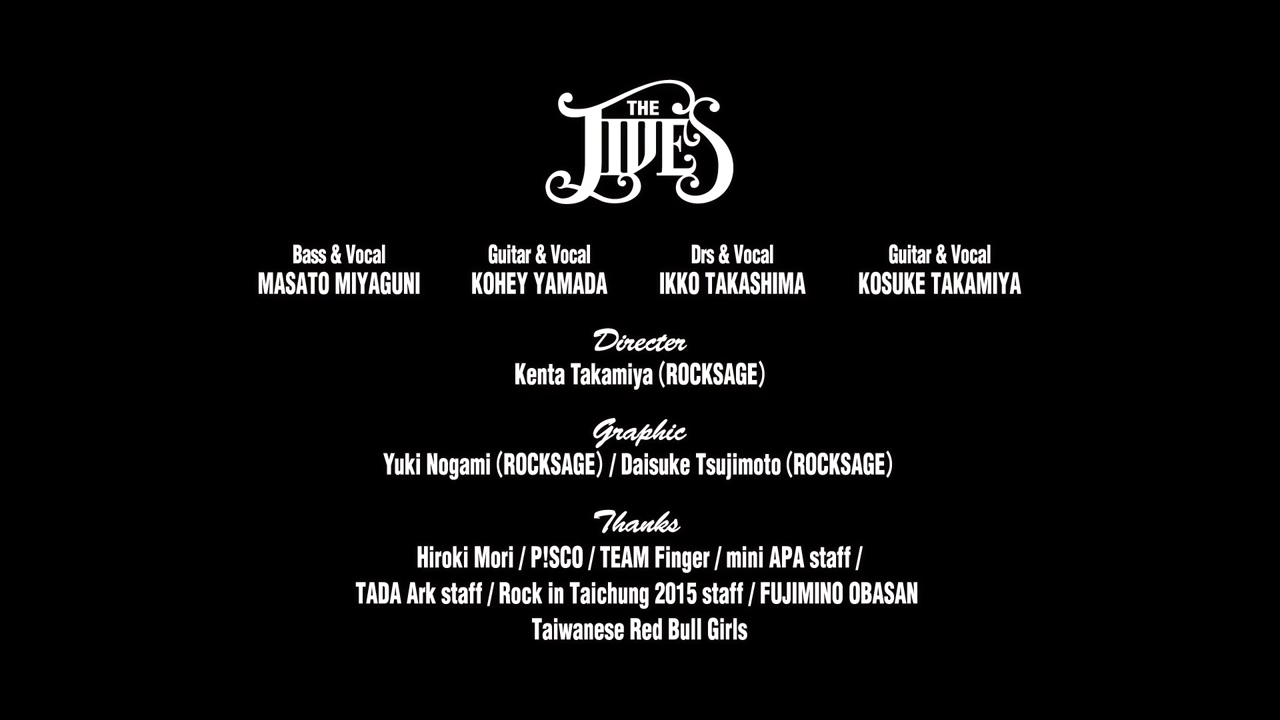 THE
LIVES
Bass & Vocal Guitar & Vocal Drs & Vocal Guitar & Vocal
MASATO MIYAGUNI KOHEY YAMADA IKKO TAKASHIMA KOSUKE TAKAMIYA
Directer
Kenta Takamiya (ROCKSAGE)
Graphic
Yuki Nogami (ROCKSAGE) / Daisuke Tsujimoto (ROCKSAGE)
Thanks
Hiroki Mori / P!SCO / TEAM Finger / mini APA staff /
TADA Ark staff / Rock in Taichung 2015 staff / FUJIMINO OBASAN
Taiwanese Red Bull Girls